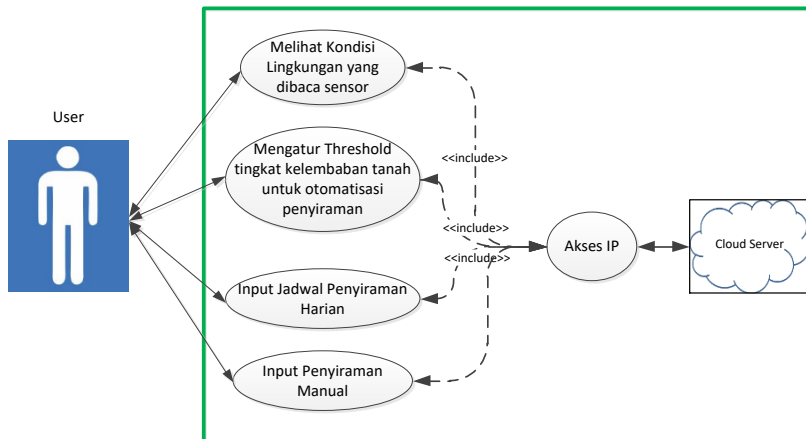 User
Melihat Kondisi
Lingkungan yang
dibaca sensor
Mengatur Threshold
tingkat kelembaban tanah
untuk otomatisasi
penyiraman
Input Jadwal Penyiraman
Harian
Input Penyiraman
Manual
<<include>>
<<include>>
<<include>>
Akses IP
Cloud Server